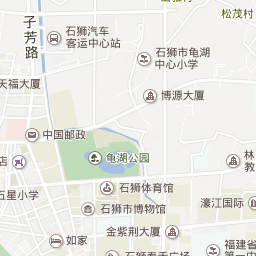 松茂村
子芳路
石狮汽车
客运中心站
石狮市龟湖
中心小学
天福大厦
博源大厦
中国邮政
龟湖公园
林
教
石狮体育馆
五星小学
石狮市博物馆
濠江国际
金紫荆大厦
如家
福建省